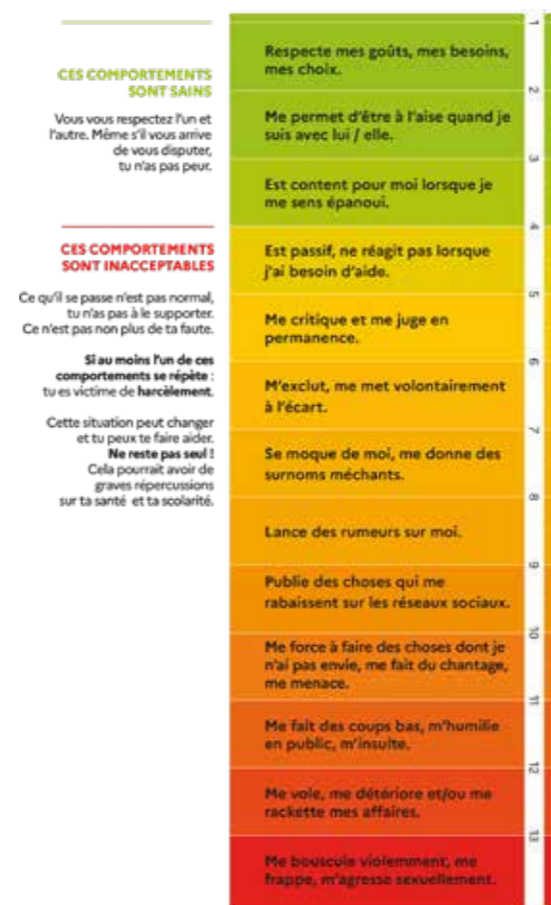 CES COMPORTEMENTS
SONT SAINS
Vous vous respectez l'un et
l'autre. Même s'il vous arrive
de vous disputer,
tu n'as pas peur.
CES COMPORTEMENTS
SONT INACCEPTABLES
Ce qu'il se passe n'est pas normal,
tu n'as pas à le supporter.
Ce n'est pas non plus de ta faute.
Si au moins l'un de ces
comportements se répète :
tu es victime de harcèlement.
Cette situation peut changer
et tu peux te faire aider.
Ne reste pas seul !
Cela pourrait avoir de
graves répercussions
sur ta santé et ta scolarité.
1
Respecte mes goûts, mes besoins,
mes choix.
2
Me permet d'être à l'aise quand je
suis avec lui / elle.
3
Est content pour moi lorsque je
me sens épanoui.
4
Est passif, ne réagit pas lorsque
j'ai besoin d'aide.
5
Me critique et me juge en
permanence.
6
M'exclut, me met volontairement
à l'écart.
7
Se moque de moi, me donne des
surnoms méchants.
8
Lance des rumeurs sur moi.
9
Publie des choses qui me
rabaissent sur les réseaux sociaux.
10
Me force à faire des choses dont je
n'ai pas envie, me fait du chantage,
me menace.
11
Me fait des coups bas, m'humilie
en public, m'insulte.
12
Me vole, me détériore et/ou me
rackette mes affaires.
13
Me bouscule violemment, me
frappe, m'agresse sexuellement.